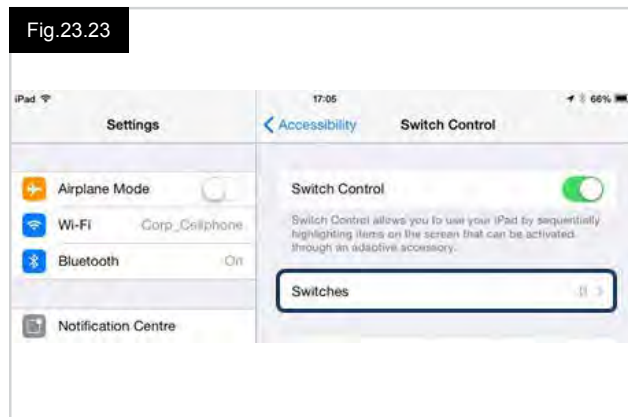 Fig.23.23
iPad 17:05 66%
Settings
Accessibility Switch Control
Airplane Mode
Wi-Fi Corp_Cellphone
Bluetooth On
Notification Centre
Switch Control
Switch Control allows you to use your iPad by sequentially
highlighting items on the screen that can be activated
through an adaptive accessory.
Switches